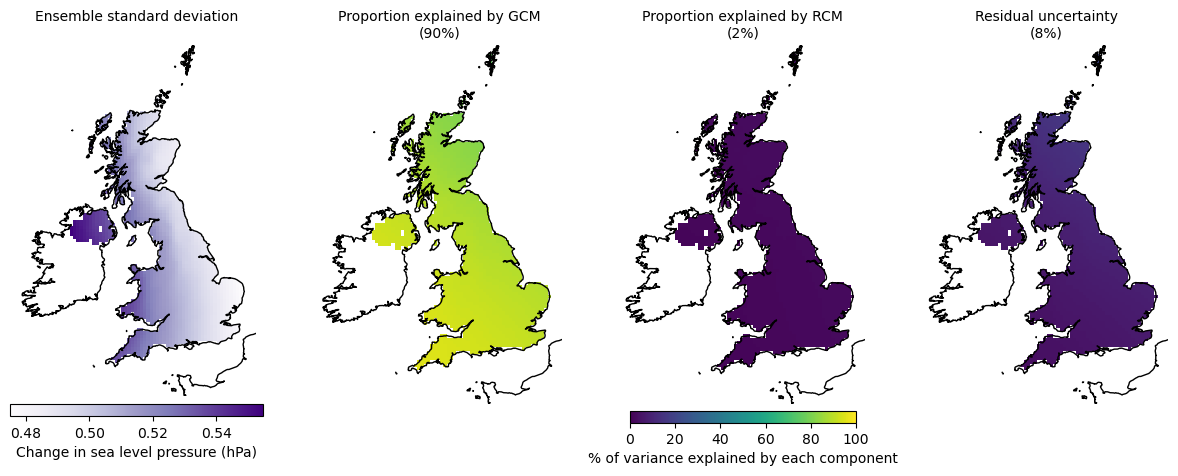 Ensemble standard deviation
Proportion explained by GCM
(90%)
Proportion explained by RCM
(2%)
Residual uncertainty
(8%)
0.48 0.50 0.52 0.54
Change in sea level pressure (hPa)
0 20 40 60 80 100
% of variance explained by each component